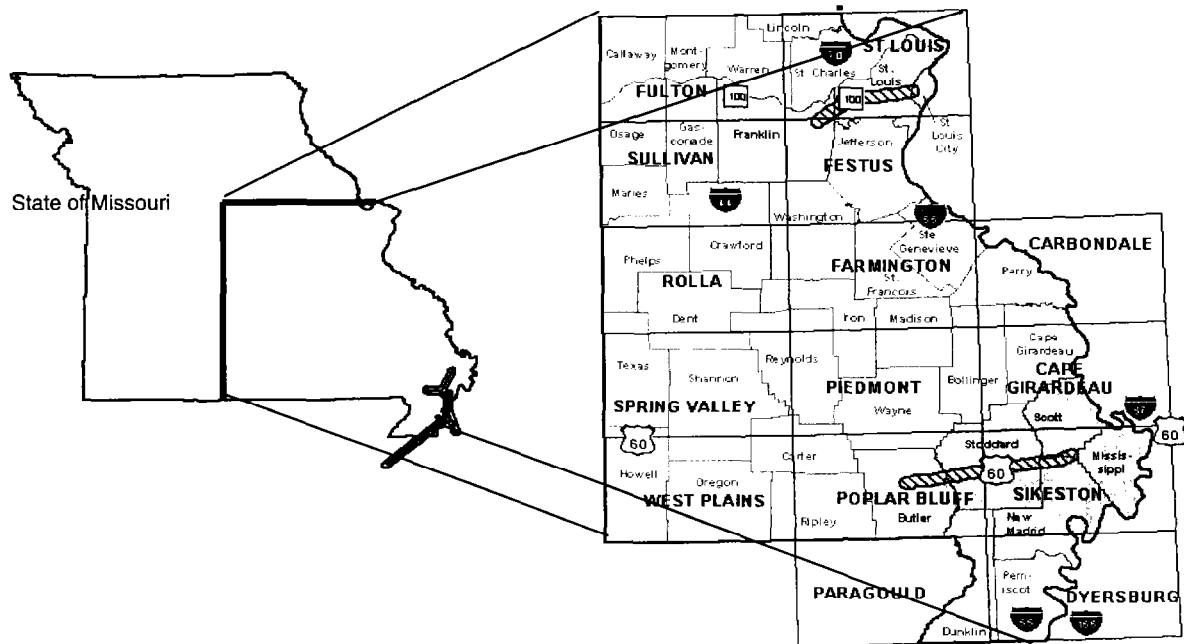 State of Missouri
Lincoln
Callaway
Mont-
gomery
Warren
St Charles
70
ST LOUIS
St.
Louis
FULTON
100
100
St
Louis
City
Osage
Gas-
conade
Franklin
Jefferson
SULLIVAN
FESTUS
Maries
44
Washington
55
Ste
Genevieve
CARBONDALE
Crawford
Phelps
FARMINGTON
Perry
ROLLA
St.
Francois
Dent
Iron
Madison
Cape
Girardeau
Texas
Reynolds
Shannon
PIEDMONT
Bollinger
CAPE
GIRARDEAU
SPRING VALLEY
Wayne
Scott
57
60
60
Stoddard
Carter
Missis-
sippi
Howell
Oregon
60
WEST PLAINS
POPLAR BLUFF
SIKESTON
Ripley
Butler
New
Madrid
PARAGOULD
Pem-
iscot
DYERSBURG
55
155
Dunklin